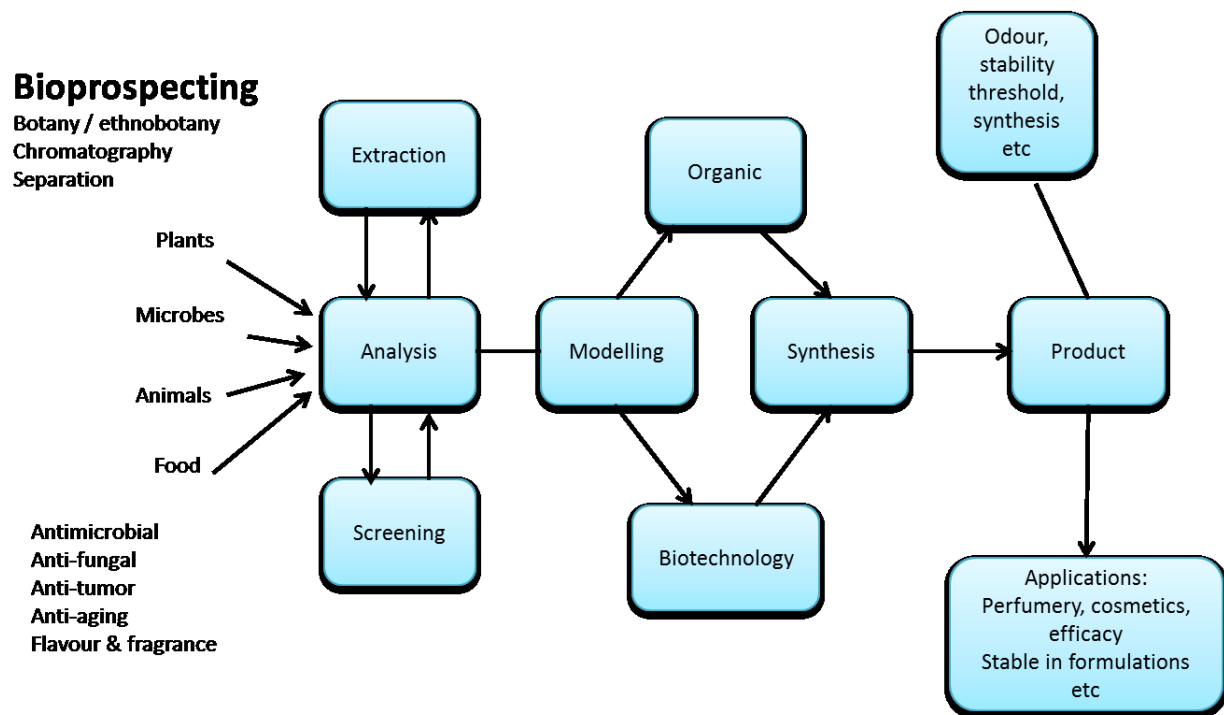 Bioprospecting
Botany / ethnobotany
Chromatography
Separation
Plants
Microbes
Animals
Food
Antimicrobial
Anti-fungal
Anti-tumor
Anti-aging
Flavour & fragrance
Extraction
Analysis
Screening
Modelling
Organic
Biotechnology
Synthesis
Product
Odour,
stability
threshold,
synthesis
etc
Applications:
Perfumery, cosmetics,
efficacy
Stable in formulations
etc